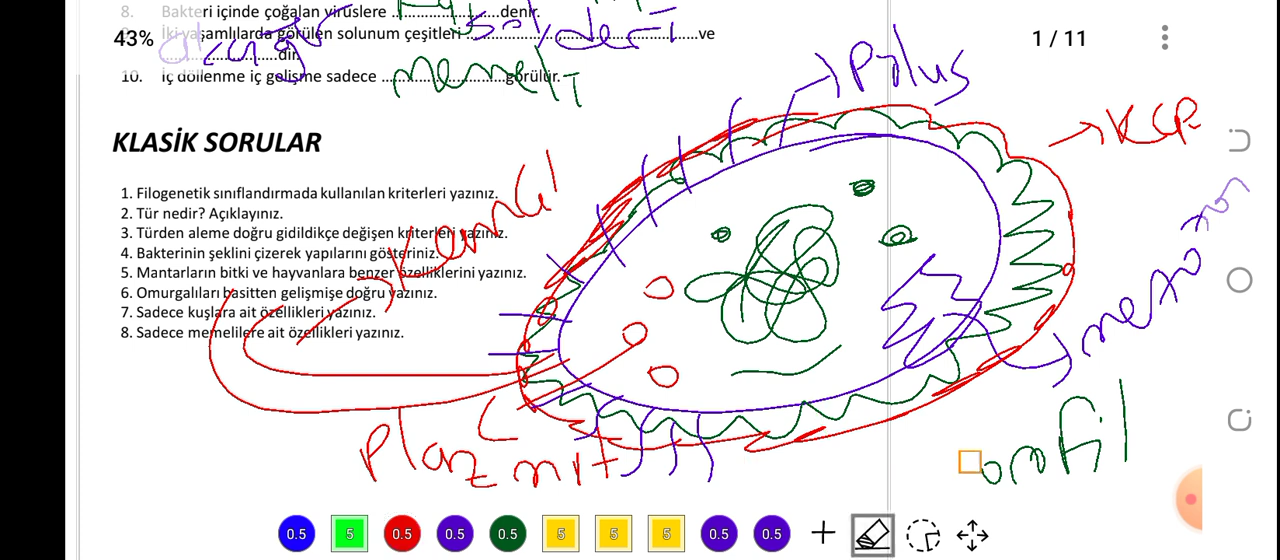 8. Bakteri içinde çoğalan virüslere ..................denir.
43%
İki yaşamlılarda görülen solunum çeşitleri ..................ve
sol / deri
1 / 11
...............dir.
10. İç döllenme iç gelişme sadece ........................görülür.
memeli
Pilus
KLASİK SORULAR
1. Filogenetik sınıflandırmada kullanılan kriterleri yazınız.
2. Tür nedir? Açıklayınız.
3. Türden aleme doğru gidildikçe değişen kriterleri yazınız.
4. Bakterinin şeklini çizerek yapılarını gösteriniz.
5. Mantarların bitki ve hayvanlara benzer özelliklerini yazınız.
6. Omurgalıları basitten gelişmişe doğru yazınız.
7. Sadece kuşlara ait özellikleri yazınız.
8. Sadece memelilere ait özellikleri yazınız.
Kamçı
mezozom
Plazmit
0.5 5 0.5 0.5 0.5 5 5 5 0.5 0.5